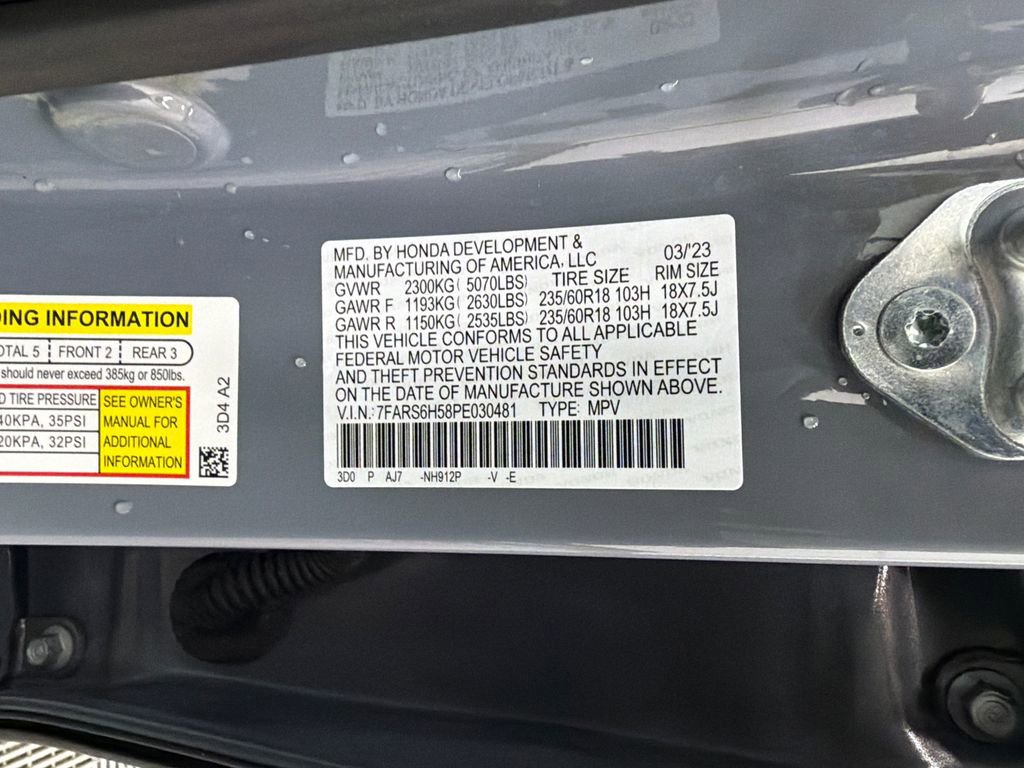 DING INFORMATION
OTAL 5 FRONT 2 REAR 3
should never exceed 385kg or 850lbs.
D TIRE PRESSURE
40KPA, 35PSI
20KPA, 32PSI
SEE OWNER'S
MANUAL FOR
ADDITIONAL
INFORMATION
3D4 A2
MFD. BY HONDA DEVELOPMENT &
MANUFACTURING OF AMERICA, LLC 03/'23
GVWR 2300KG( 5070LBS) TIRE SIZE RIM SIZE
GAWR F 1193KG( 2630LBS) 235/60R18 103H 18X7.5J
GAWR R 1150KG( 2535LBS) 235/60R18 103H 18X7.5J
THIS VEHICLE CONFORMS TO ALL APPLICABLE
FEDERAL MOTOR VEHICLE SAFETY
AND THEFT PREVENTION STANDARDS IN EFFECT
ON THE DATE OF MANUFACTURE SHOWN ABOVE.
V.I.N.: 7FARS6H58PE030481 TYPE: MPV
3D0 P AJ7 -NH912P -V -E